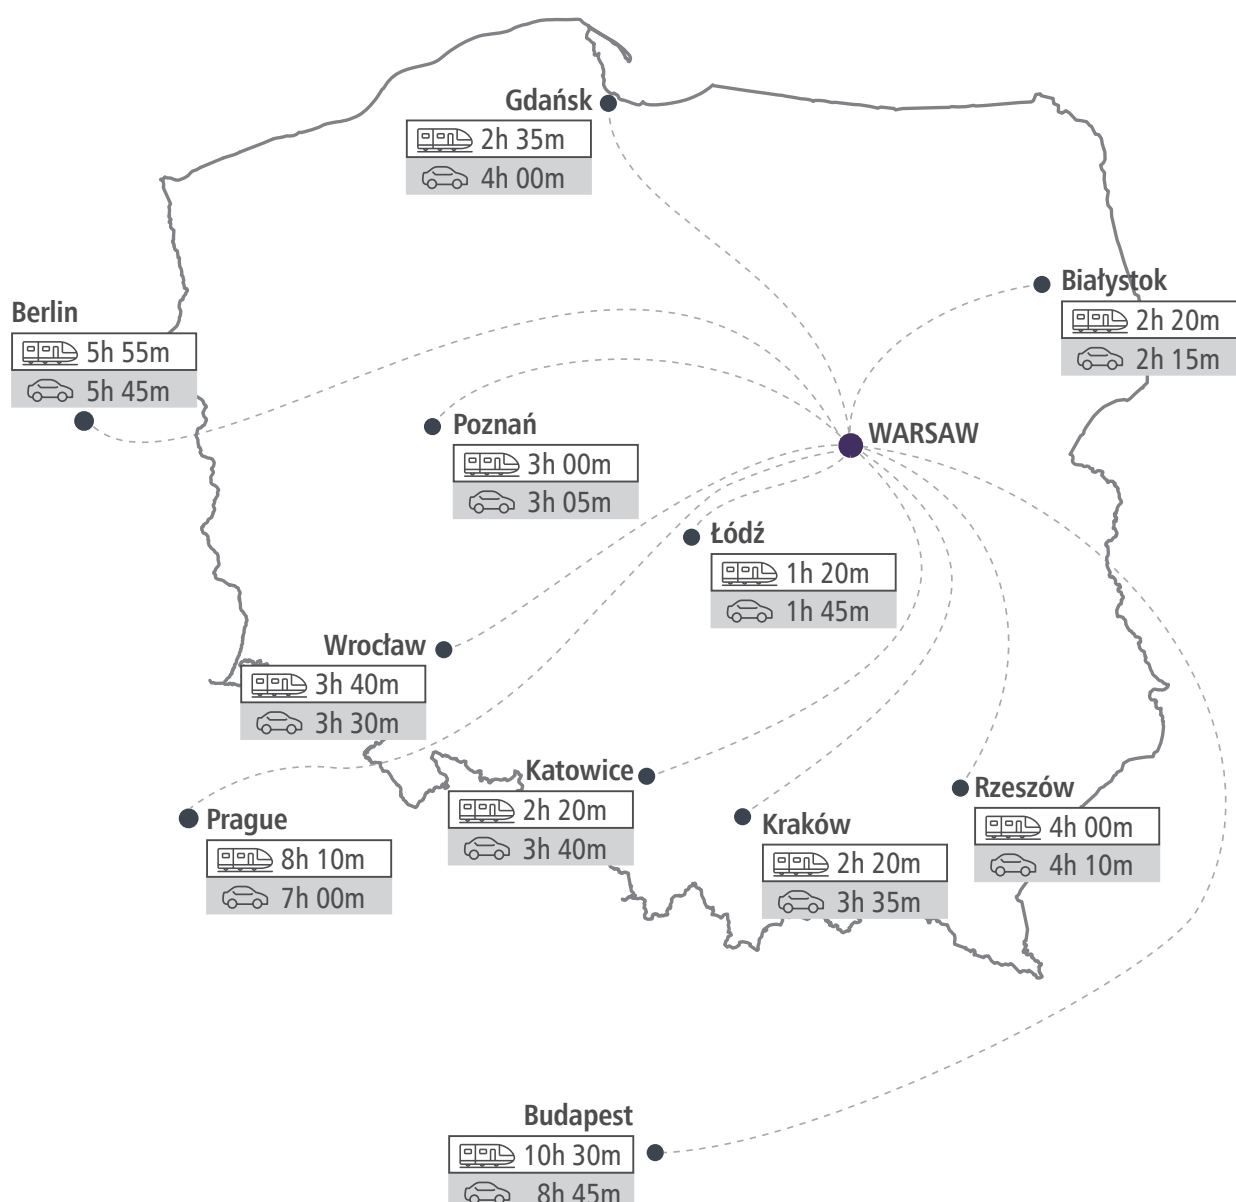 Gdańsk
2h 35m
4h 00m
Białystok
2h 20m
2h 15m
Berlin
5h 55m
5h 45m
Poznań
3h 00m
3h 05m
WARSAW
Łódź
1h 20m
1h 45m
Wrocław
3h 40m
3h 30m
Katowice
2h 20m
3h 40m
Rzeszów
4h 00m
4h 10m
Prague
8h 10m
7h 00m
Kraków
2h 20m
3h 35m
Budapest
10h 30m
8h 45m